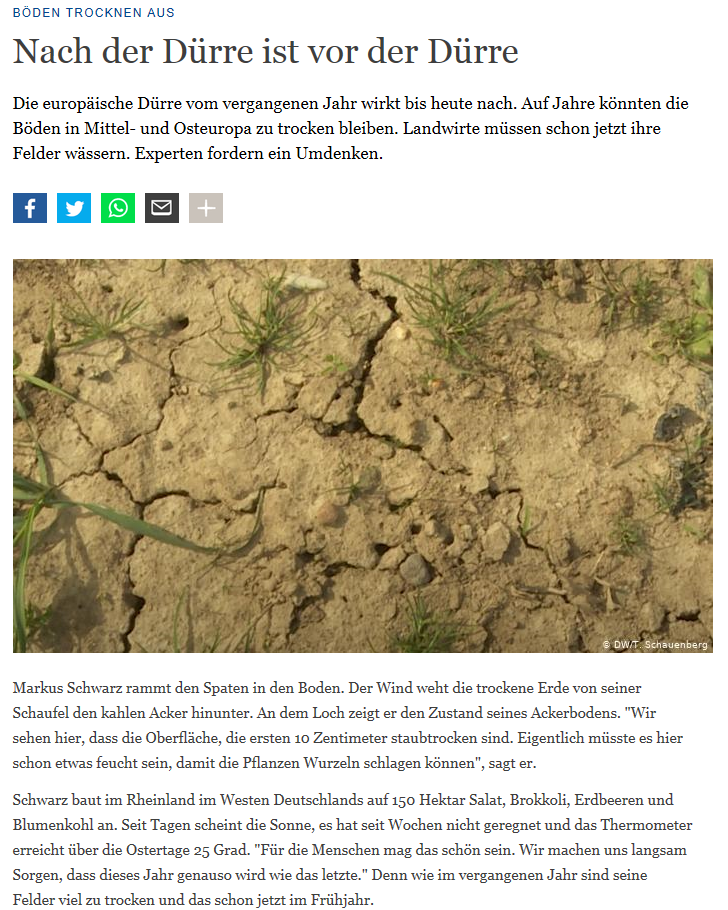 BÖDEN TROCKNEN AUS
Nach der Dürre ist vor der Dürre
Die europäische Dürre vom vergangenen Jahr wirkt bis heute nach. Auf Jahre könnten die
Böden in Mittel- und Osteuropa zu trocken bleiben. Landwirte müssen schon jetzt ihre
Felder wässern. Experten fordern ein Umdenken.
© DW/T. Schauenberg
Markus Schwarz rammt den Spaten in den Boden. Der Wind weht die trockene Erde von seiner
Schaufel den kahlen Acker hinunter. An dem Loch zeigt er den Zustand seines Ackerbodens. "Wir
sehen hier, dass die Oberfläche, die ersten 10 Zentimeter staubtrocken sind. Eigentlich müsste es hier
schon etwas feucht sein, damit die Pflanzen Wurzeln schlagen können", sagt er.
Schwarz baut im Rheinland im Westen Deutschlands auf 150 Hektar Salat, Brokkoli, Erdbeeren und
Blumenkohl an. Seit Tagen scheint die Sonne, es hat seit Wochen nicht geregnet und das Thermometer
erreicht über die Ostertage 25 Grad. "Für die Menschen mag das schön sein. Wir machen uns langsam
Sorgen, dass dieses Jahr genauso wird wie das letzte." Denn wie im vergangenen Jahr sind seine
Felder viel zu trocken und das schon jetzt im Frühjahr.